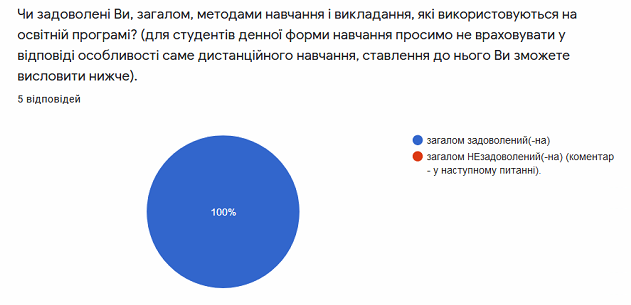 Чи задоволені Ви, загалом, методами навчання і викладання, які використовуються на
освітній програмі? (для студентів денної форми навчання просимо не враховувати у
відповіді особливості саме дистанційного навчання, ставлення до нього Ви зможете
висловити нижче).
5 відповідей
загалом задоволений(-на)
загалом НЕзадоволений(-на) (коментар
- у наступному питанні).
100%